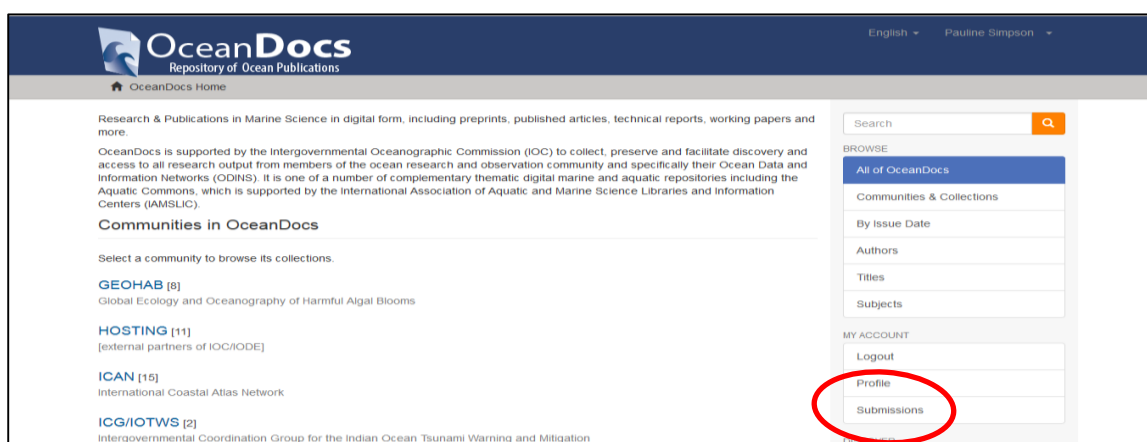 OceanDocs
Repository of Ocean Publications
English
Pauline Simpson
OceanDocs Home
Research & Publications in Marine Science in digital form, including preprints, published articles, technical reports, working papers and
more.
OceanDocs is supported by the Intergovernmental Oceanographic Commission (IOC) to collect, preserve and facilitate discovery and
access to all research output from members of the ocean research and observation community and specifically their Ocean Data and
Information Networks (ODINS). It is one of a number of complementary thematic digital marine and aquatic repositories including the
Aquatic Commons, which is supported by the International Association of Aquatic and Marine Science Libraries and Information
Centers (IAMSLIC).
Communities in OceanDocs
Select a community to browse its collections.
GEOHAB [8]
Global Ecology and Oceanography of Harmful Algal Blooms
HOSTING [11]
[external partners of IOC/IODE]
ICAN [15]
International Coastal Atlas Network
ICG/IOTWS [2]
Intergovernmental Coordination Group for the Indian Ocean Tsunami Warning and Mitigation
Search
BROWSE
All of OceanDocs
Communities & Collections
By Issue Date
Authors
Titles
Subjects
MY ACCOUNT
Logout
Profile
Submissions